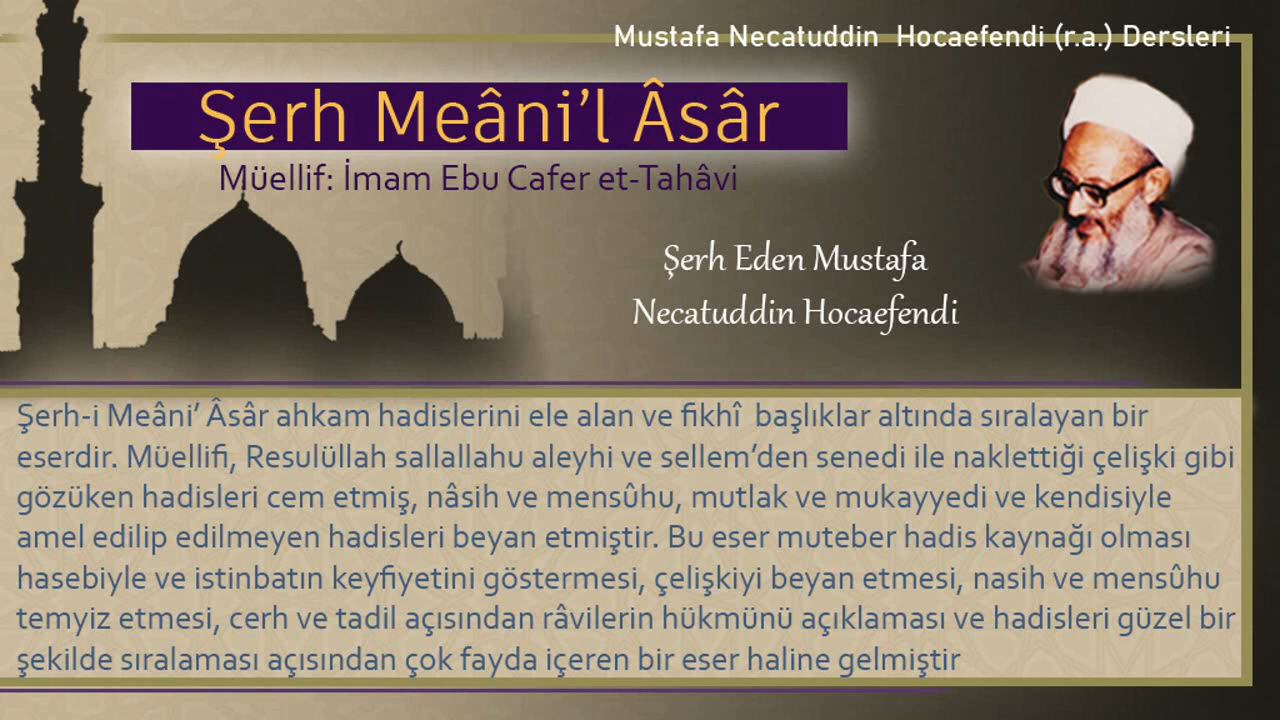 Mustafa Necatuddin Hocaefendi (r.a.) Dersleri
Şerh Meâni’l Âsâr
Müellif: İmam Ebu Cafer et-Tahâvi
Şerh Eden Mustafa
Necatuddin Hocaefendi
Şerh-i Meâni’ Âsâr ahkam hadislerini ele alan ve fikhî başlıklar altında sıralayan bir
eserdir. Müellifi, Resulüllah sallallahu aleyhi ve sellem’den senedi ile naklettiği çelişki gibi
gözüken hadisleri cem etmiş, nâsih ve mensûhu, mutlak ve mukayyedi ve kendisiyle
amel edilip edilmeyen hadisleri beyan etmiştir. Bu eser muteber hadis kaynağı olması
hasebiyle ve istinbatın keyfiyetini göstermesi, çelişkiyi beyan etmesi, nasih ve mensûhu
temyiz etmesi, cerh ve tadil açısından râvilerin hükmünü açıklaması ve hadisleri güzel bir
şekilde sıralaması açısından çok fayda içeren bir eser haline gelmiştir